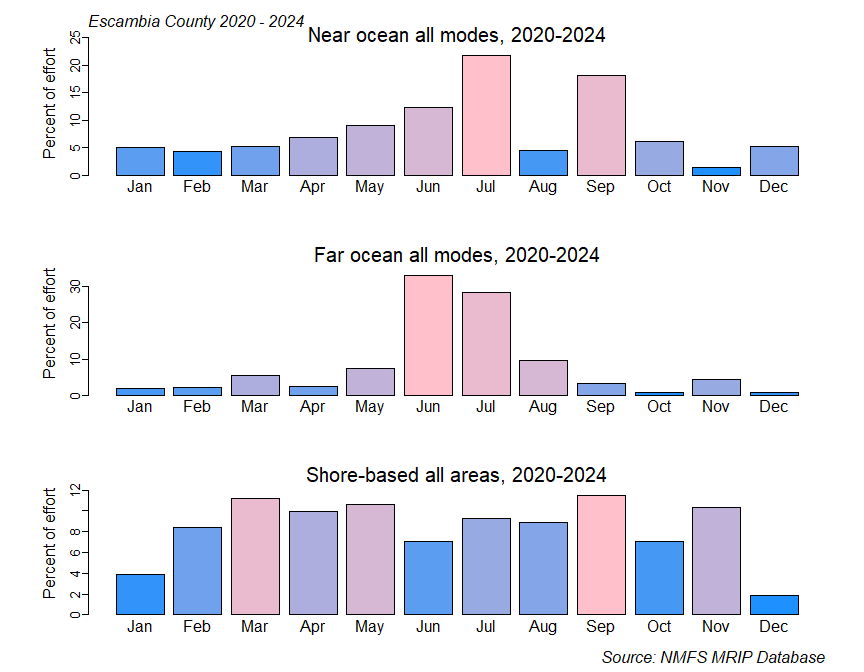 Escambia County 2020 - 2024
Near ocean all modes, 2020-2024
Percent of effort
0 5 10 15 20 25
Jan Feb Mar Apr May Jun Jul Aug Sep Oct Nov Dec
Far ocean all modes, 2020-2024
Percent of effort
0 10 20 30
Jan Feb Mar Apr May Jun Jul Aug Sep Oct Nov Dec
Shore-based all areas, 2020-2024
Percent of effort
0 2 4 6 8 12
Jan Feb Mar Apr May Jun Jul Aug Sep Oct Nov Dec
Source: NMFS MRIP Database